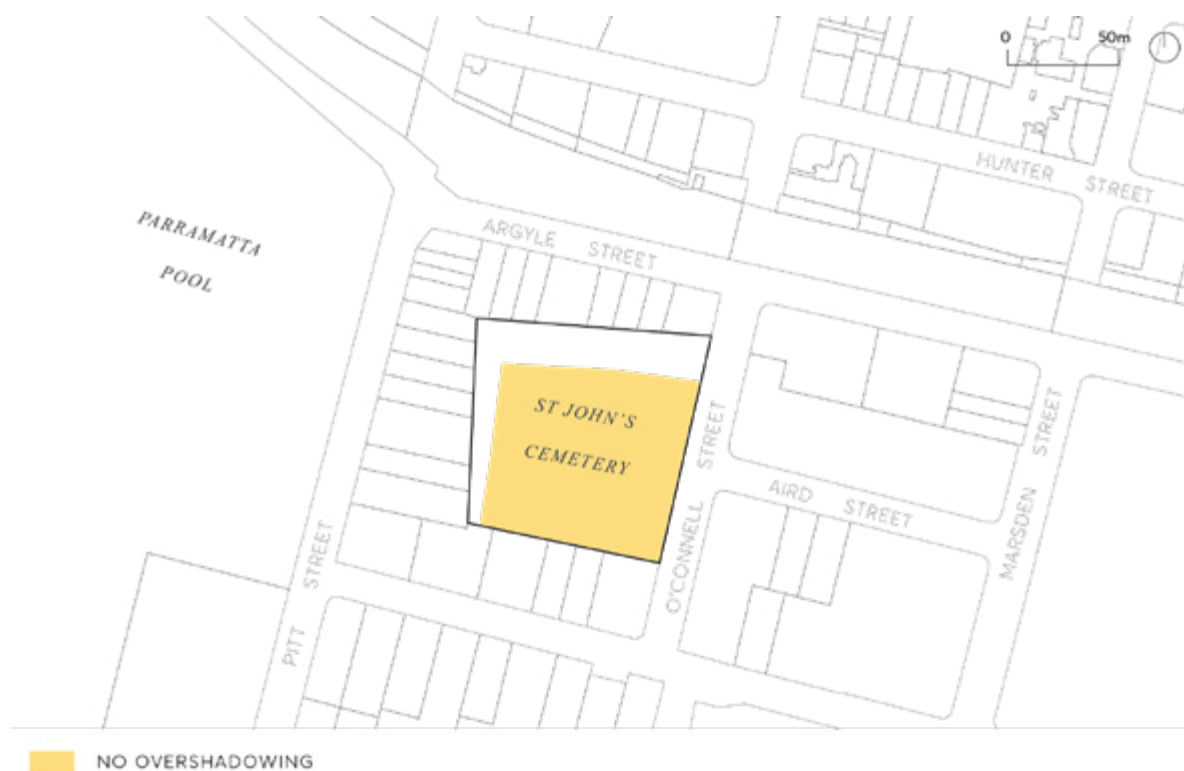 0 50m
HUNTER STREET
PARRAMATTA
POOL
ARGYLE STREET
ST JOHN'S
CEMETERY
O'CONNELL STREET
AIRD STREET
MARSDEN STREET
PITT STREET
NO OVERSHADOWING